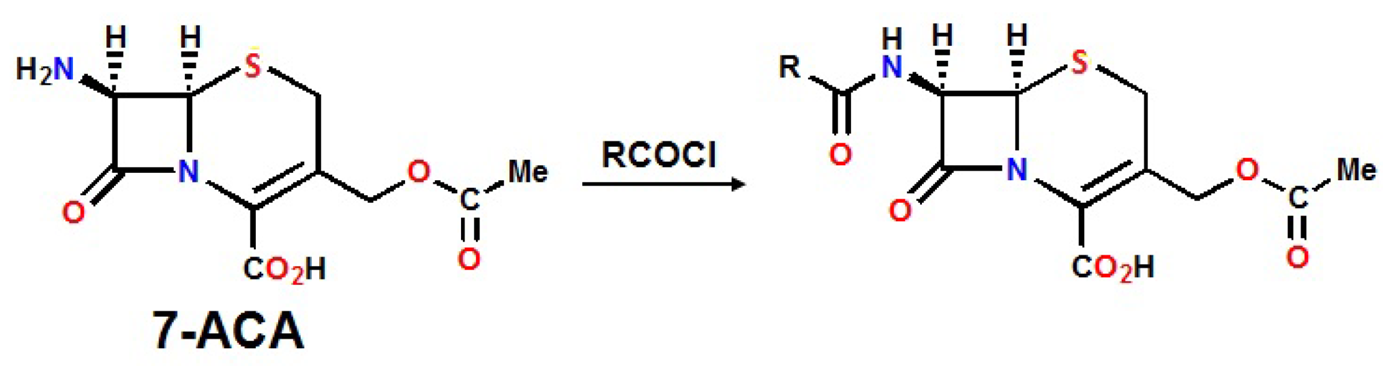 H H H H H
H₂N S R N S
RCOCl
O N O Me O O N O Me
C C
O CO₂H O CO₂H O
7-ACA